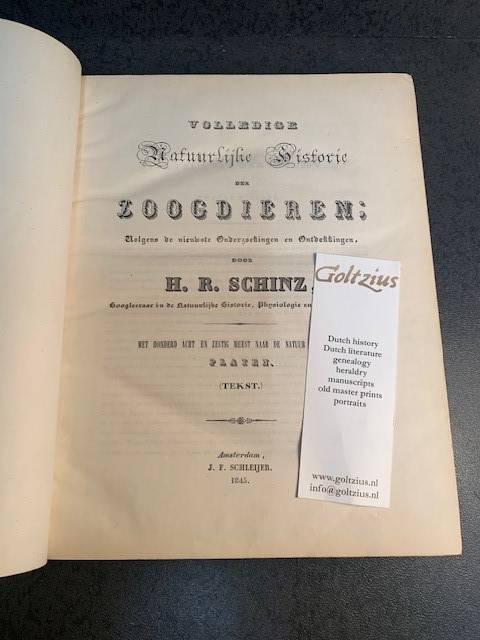 VOLLEDIGE
Natuurlijke Historie
DER
ZOOGDIEREN;
Volgens de nieuwste Onderzoekingen en Ontdekkingen,
DOOR
H. R. SCHINZ,
Hoogleeraar in de Natuurlijke Historie, Physiologie en
MET HONDERD ACHT EN ZESTIG MEEST NAAR DE NATUUR
PLATEN.
(TEKST.)
Amsterdam,
J. F. SCHLEIJER.
1845.
Goltzius
Dutch history
Dutch literature
genealogy
heraldry
manuscripts
old master prints
portraits
www.goltzius.nl
info@goltzius.nl